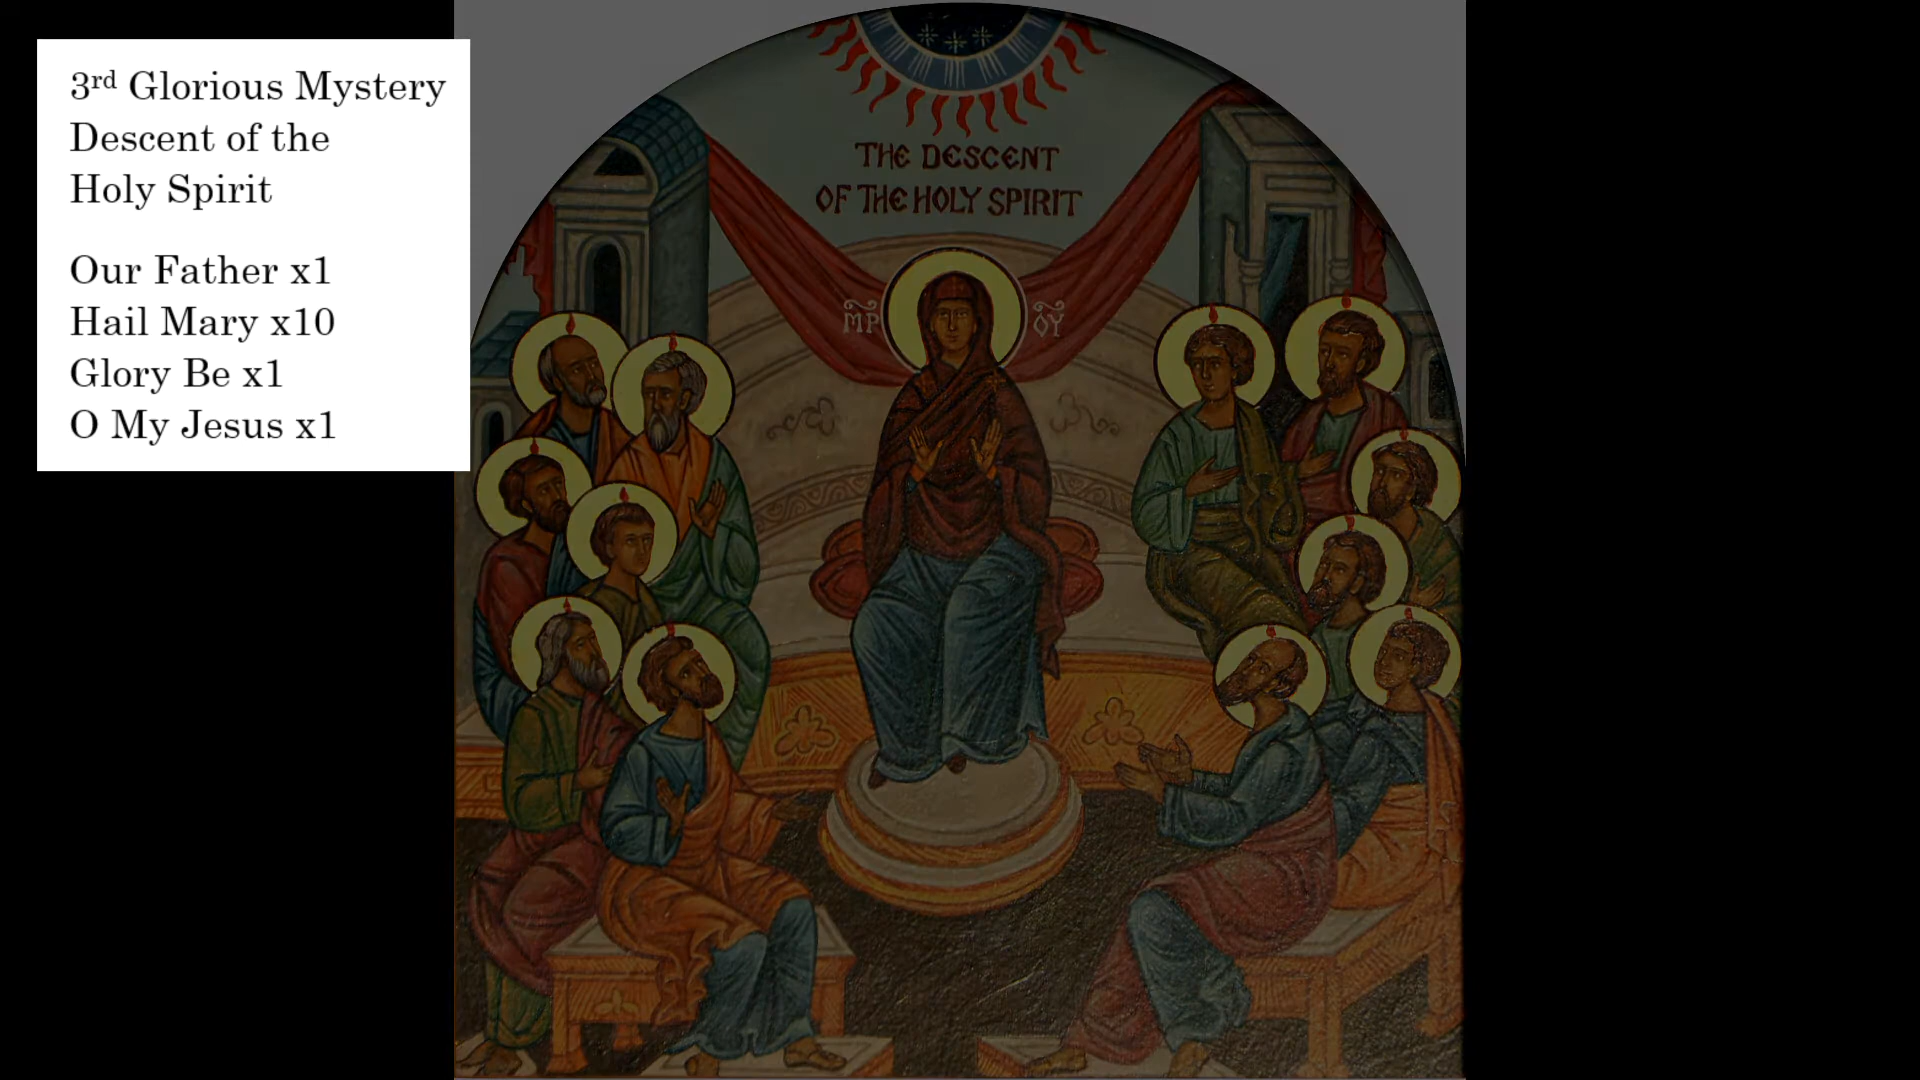 3rd Glorious Mystery
Descent of the
Holy Spirit
Our Father x1
Hail Mary x10
Glory Be x1
O My Jesus x1
THE DESCENT
OF THE HOLY SPIRIT
ΜΡ ΘΥ